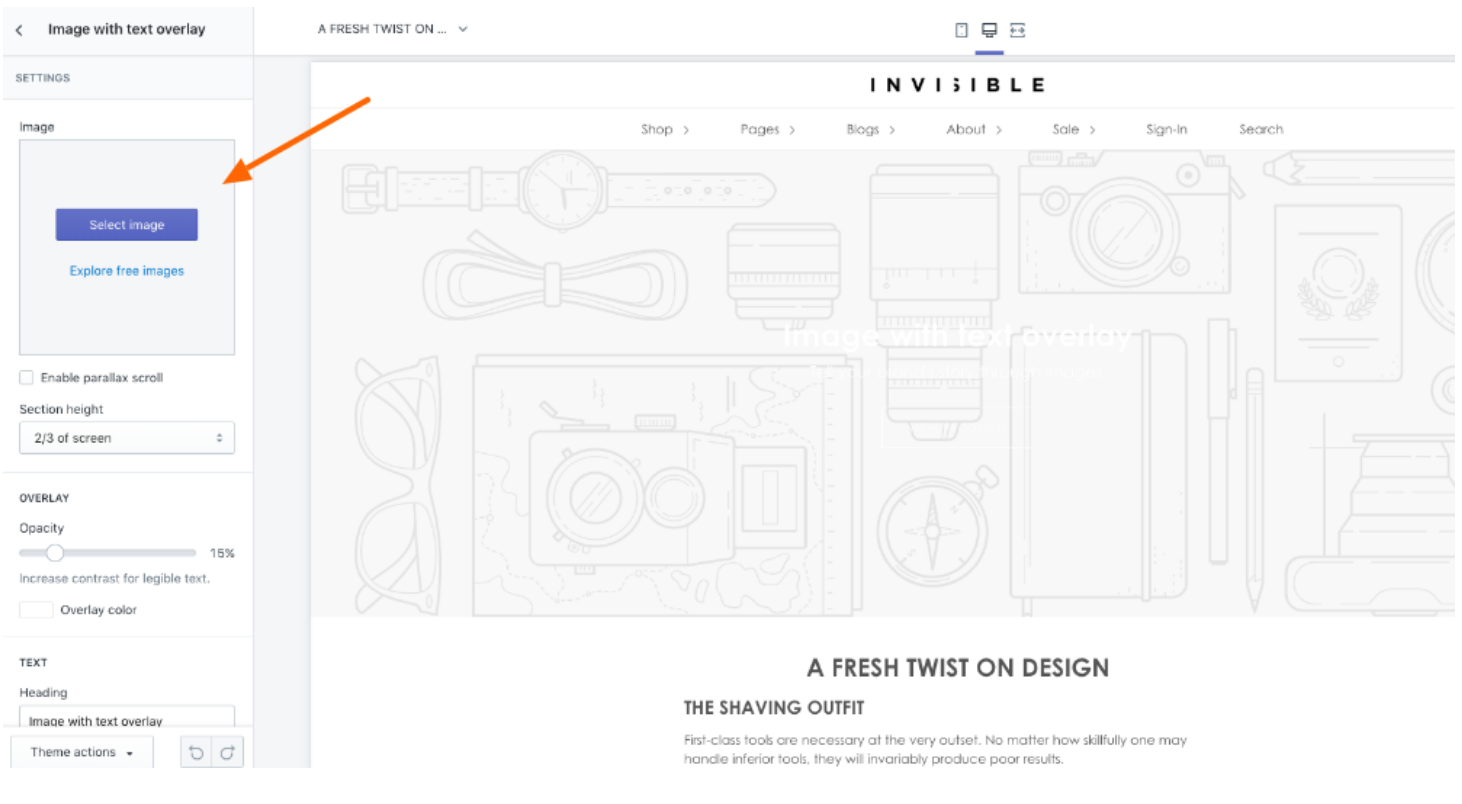 Image with text overlay
A FRESH TWIST ON ...
SETTINGS
Image
Select image
Explore free images
Enable parallax scroll
Section height
2/3 of screen
OVERLAY
Opacity
15%
Increase contrast for legible text.
Overlay color
TEXT
Heading
Image with text overlay
Theme actions
INVISIBLE
Shop > Pages > Blogs > About > Sale > Sign-In Search
Image with text overlay
A FRESH TWIST ON DESIGN
THE SHAVING OUTFIT
First-class tools are necessary at the very outset. No matter how skillfully one may
handle inferior tools, they will invariably produce poor results.